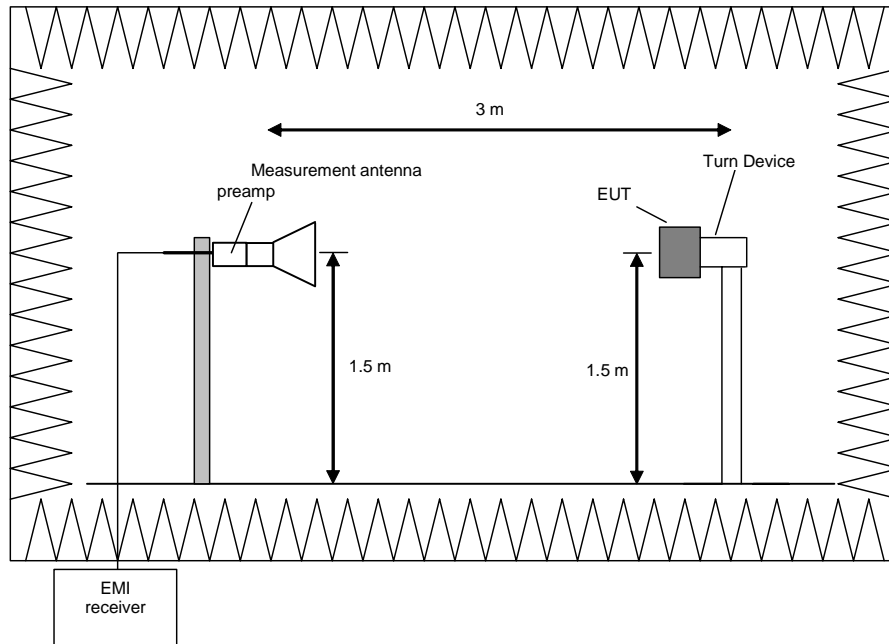 3 m
Measurement antenna
preamp
Turn Device
EUT
1.5 m
1.5 m
EMI
receiver